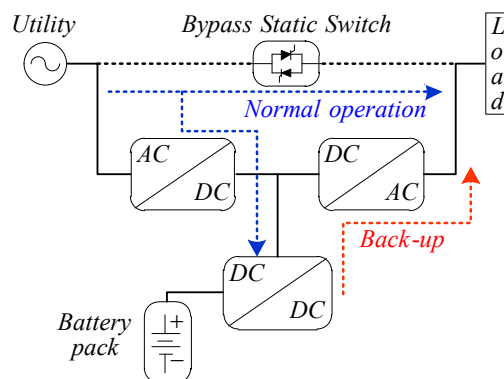 Utility
Bypass Static Switch
L
o
a
d
Normal operation
AC
DC
DC
AC
Back-up
DC
DC
Battery
pack
+
−